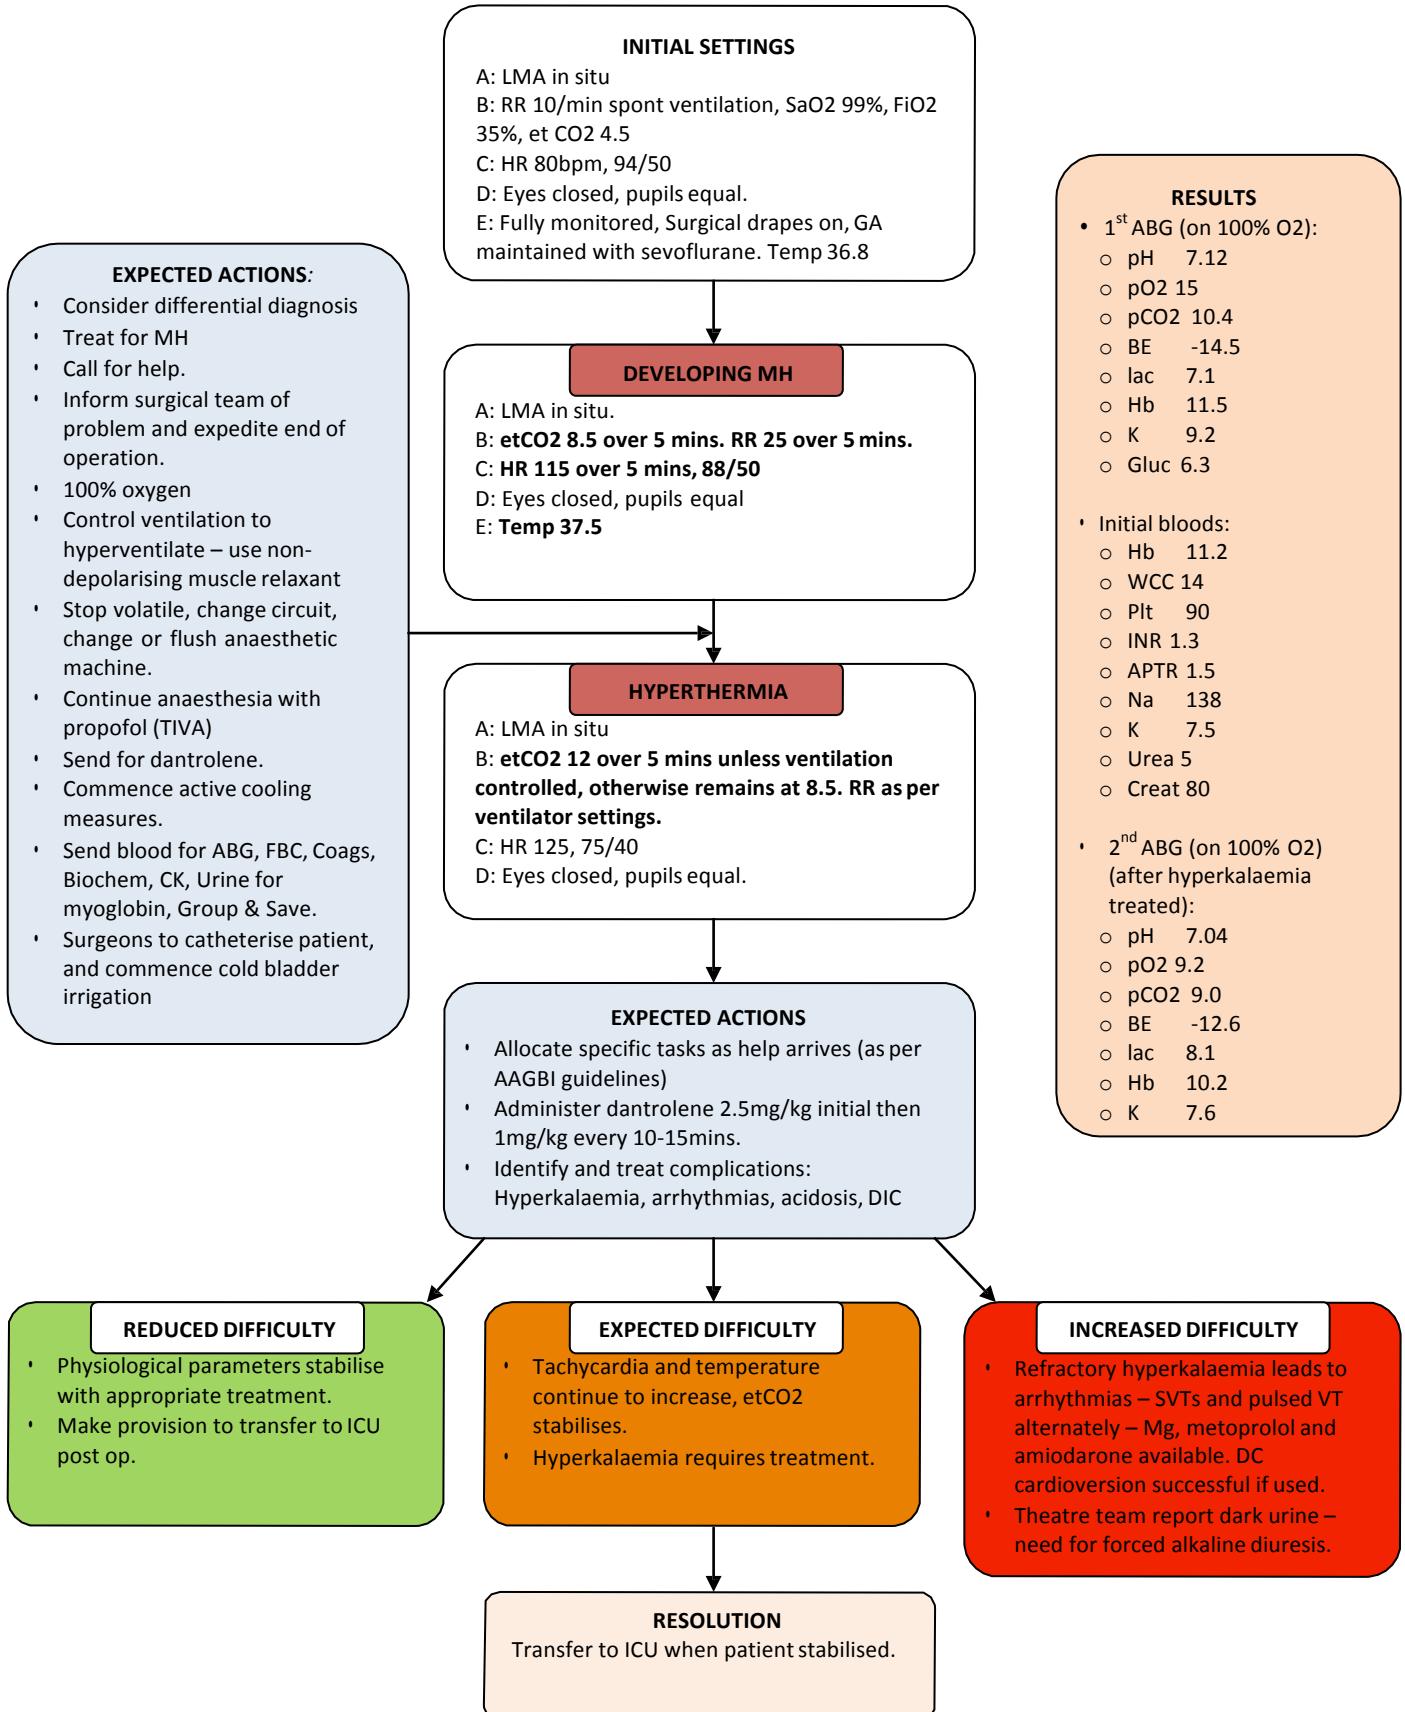 INITIAL SETTINGS
A: LMA in situ
B: RR 10/min spont ventilation, SaO2 99%, FiO2
35%, et CO2 4.5
C: HR 80bpm, 94/50
D: Eyes closed, pupils equal.
E: Fully monitored, Surgical drapes on, GA
maintained with sevoflurane. Temp 36.8
EXPECTED ACTIONS:
• Consider differential diagnosis
• Treat for MH
• Call for help.
• Inform surgical team of
problem and expedite end of
operation.
• 100% oxygen
• Control ventilation to
hyperventilate – use non-
depolarising muscle relaxant
• Stop volatile, change circuit,
change or flush anaesthetic
machine.
• Continue anaesthesia with
propofol (TIVA)
• Send for dantrolene.
• Commence active cooling
measures.
• Send blood for ABG, FBC, Coags,
Biochem, CK, Urine for
myoglobin, Group & Save.
• Surgeons to catheterise patient,
and commence cold bladder
irrigation
DEVELOPING MH
A: LMA in situ.
B: etCO2 8.5 over 5 mins. RR 25 over 5 mins.
C: HR 115 over 5 mins, 88/50
D: Eyes closed, pupils equal
E: Temp 37.5
HYPERTHERMIA
A: LMA in situ
B: etCO2 12 over 5 mins unless ventilation
controlled, otherwise remains at 8.5. RR as per
ventilator settings.
C: HR 125, 75/40
D: Eyes closed, pupils equal.
EXPECTED ACTIONS
• Allocate specific tasks as help arrives (as per
AAGBI guidelines)
• Administer dantrolene 2.5mg/kg initial then
1mg/kg every 10-15mins.
• Identify and treat complications:
Hyperkalaemia, arrhythmias, acidosis, DIC
RESULTS
• 1st ABG (on 100% O2):
o pH 7.12
o pO2 15
o pCO2 10.4
o BE -14.5
o lac 7.1
o Hb 11.5
o K 9.2
o Gluc 6.3
• Initial bloods:
o Hb 11.2
o WCC 14
o Plt 90
o INR 1.3
o APTR 1.5
o Na 138
o K 7.5
o Urea 5
o Creat 80
• 2nd ABG (on 100% O2)
(after hyperkalaemia
treated):
o pH 7.04
o pO2 9.2
o pCO2 9.0
o BE -12.6
o lac 8.1
o Hb 10.2
o K 7.6
REDUCED DIFFICULTY
• Physiological parameters stabilise
with appropriate treatment.
• Make provision to transfer to ICU
post op.
EXPECTED DIFFICULTY
• Tachycardia and temperature
continue to increase, etCO2
stabilises.
• Hyperkalaemia requires treatment.
INCREASED DIFFICULTY
• Refractory hyperkalaemia leads to
arrhythmias – SVTs and pulsed VT
alternately – Mg, metoprolol and
amiodarone available. DC
cardioversion successful if used.
• Theatre team report dark urine –
need for forced alkaline diuresis.
RESOLUTION
Transfer to ICU when patient stabilised.